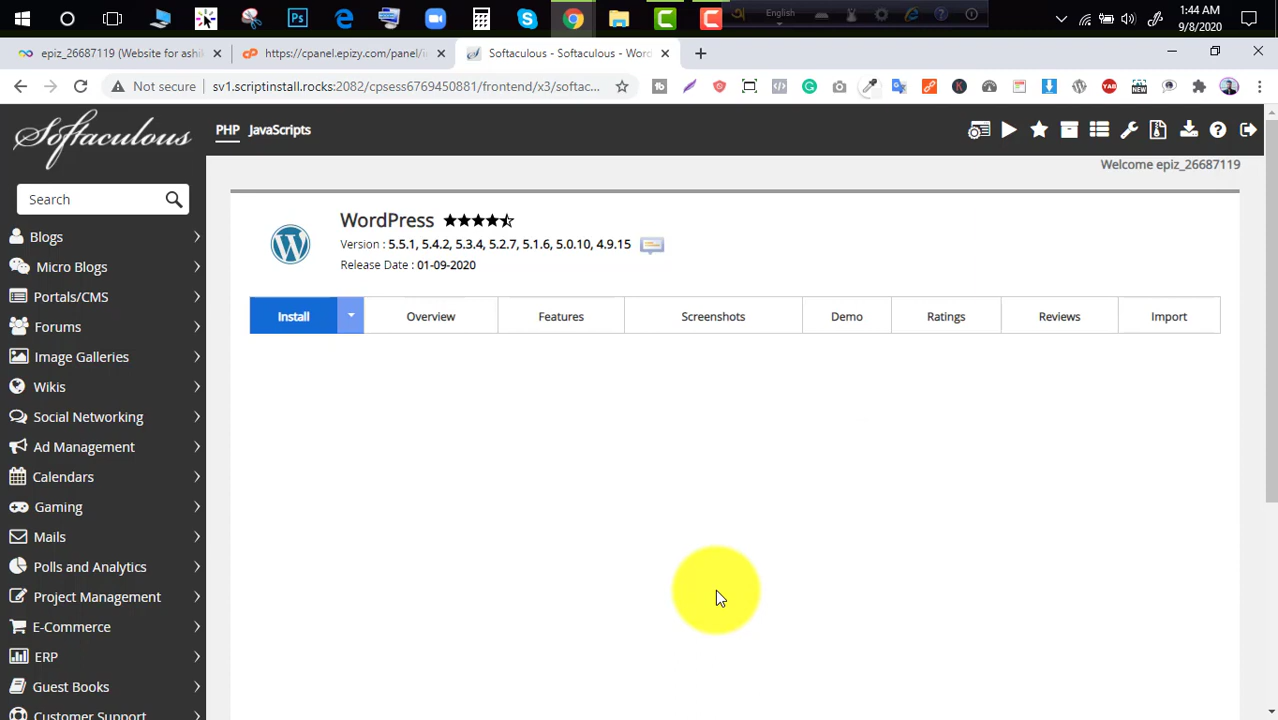 English
1:44 AM
9/8/2020
epiz_26687119 (Website for ashik
https://cpanel.epizy.com/panel/in
Softaculous - Softaculous - Word
Not secure
sv1.scriptinstall.rocks:2082/cpsess6769450881/frontend/x3/softac...
Softaculous
PHP
JavaScripts
Welcome epiz_26687119
Search
WordPress
Version : 5.5.1, 5.4.2, 5.3.4, 5.2.7, 5.1.6, 5.0.10, 4.9.15
Release Date : 01-09-2020
Install
Overview
Features
Screenshots
Demo
Ratings
Reviews
Import
Blogs
Micro Blogs
Portals/CMS
Forums
Image Galleries
Wikis
Social Networking
Ad Management
Calendars
Gaming
Mails
Polls and Analytics
Project Management
E-Commerce
ERP
Guest Books
Customer Support